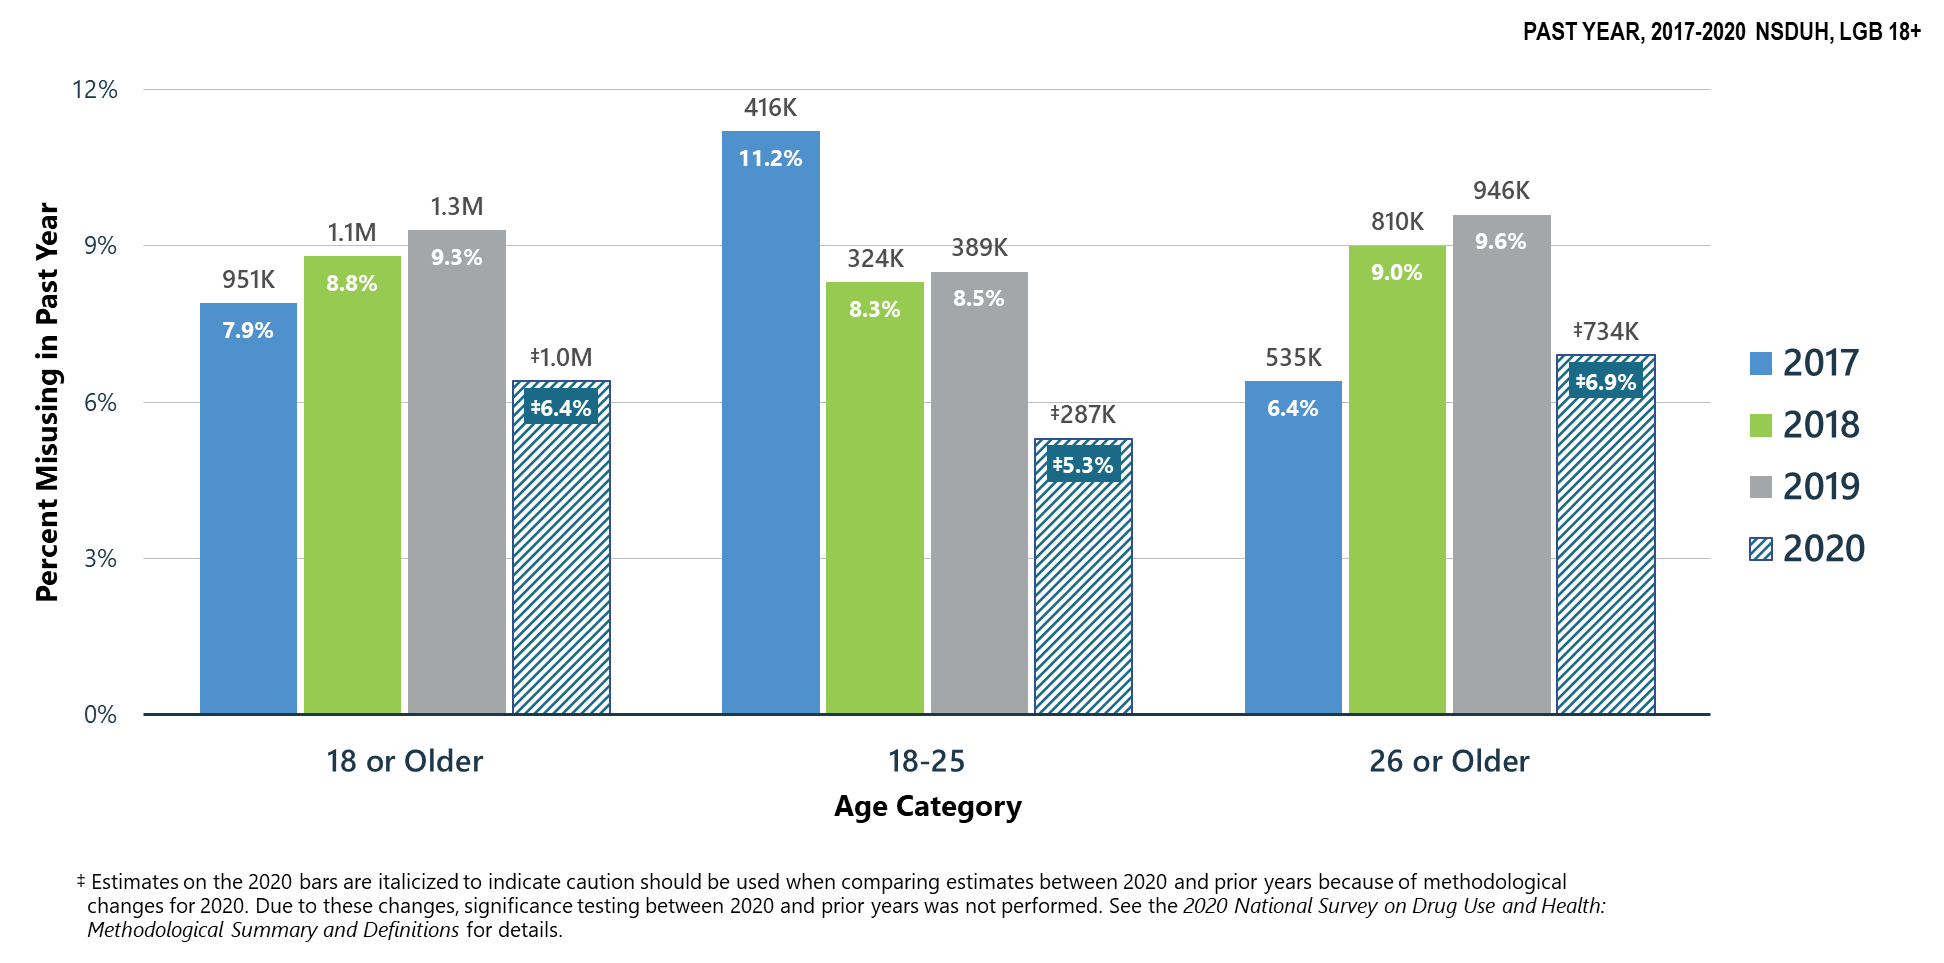 PAST YEAR, 2017-2020 NSDUH, LGB 18+
12%
9%
6%
3%
0%
Percent Misusing in Past Year
951K
7.9%
1.1M
8.8%
1.3M
9.3%
‡1.0M
‡6.4%
416K
11.2%
324K
8.3%
389K
8.5%
‡287K
‡5.3%
535K
6.4%
810K
9.0%
946K
9.6%
‡734K
‡6.9%
2017
2018
2019
2020
18 or Older
18-25
26 or Older
Age Category
‡ Estimates on the 2020 bars are italicized to indicate caution should be used when comparing estimates between 2020 and prior years because of methodological
changes for 2020. Due to these changes, significance testing between 2020 and prior years was not performed. See the 2020 National Survey on Drug Use and Health:
Methodological Summary and Definitions for details.